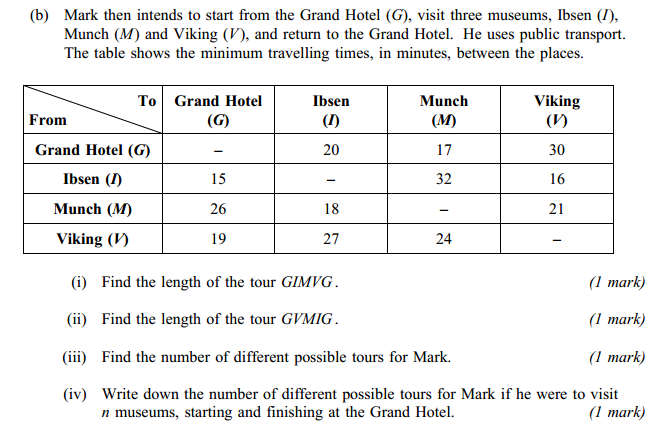 (b) Mark then intends to start from the Grand Hotel (G), visit three museums, Ibsen (I),
Munch (M) and Viking (V), and return to the Grand Hotel. He uses public transport.
The table shows the minimum travelling times, in minutes, between the places.
To Grand Hotel Ibsen Munch Viking
From (G) (I) (M) (V)
Grand Hotel (G) – 20 17 30
Ibsen (I) 15 – 32 16
Munch (M) 26 18 – 21
Viking (V) 19 27 24 –
(i) Find the length of the tour GIMVG. (1 mark)
(ii) Find the length of the tour GVMIG. (1 mark)
(iii) Find the number of different possible tours for Mark. (1 mark)
(iv) Write down the number of different possible tours for Mark if he were to visit
n museums, starting and finishing at the Grand Hotel. (1 mark)